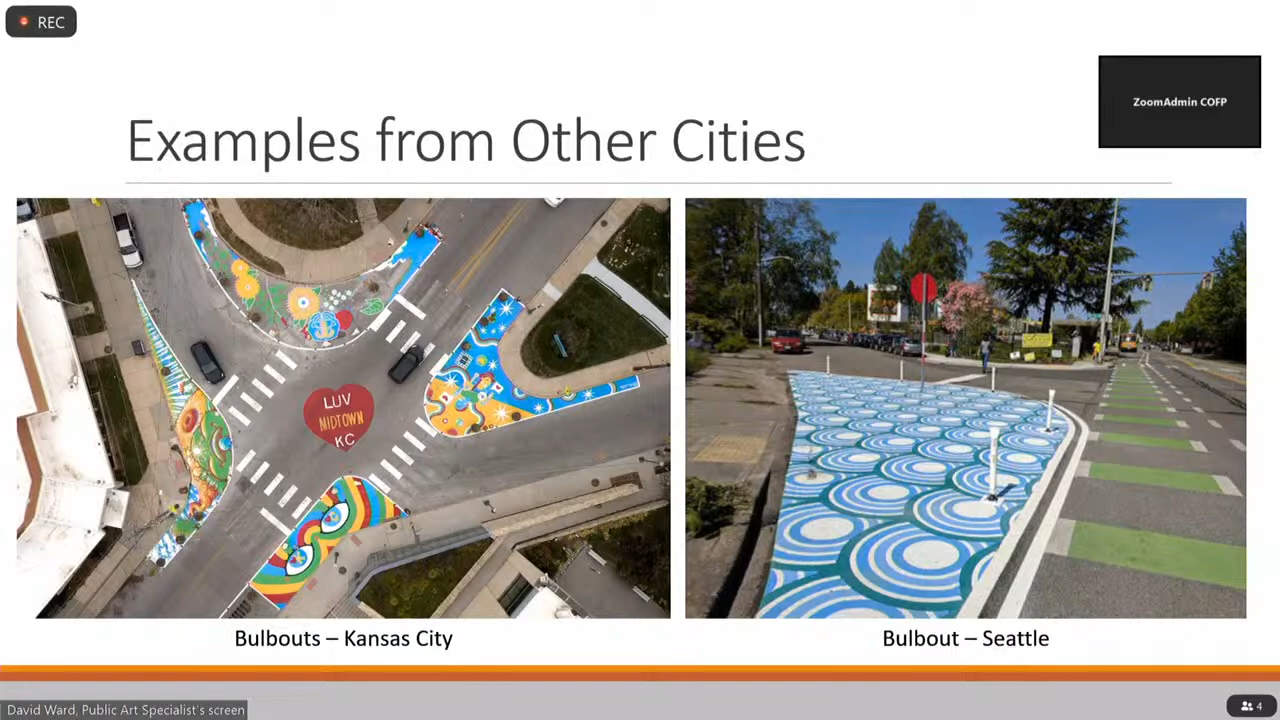 REC
ZoomAdmin COFP
Examples from Other Cities
LUV
MIDTOWN
KC
Bulbouts – Kansas City
Bulbout – Seattle
David Ward, Public Art Specialist's screen
4